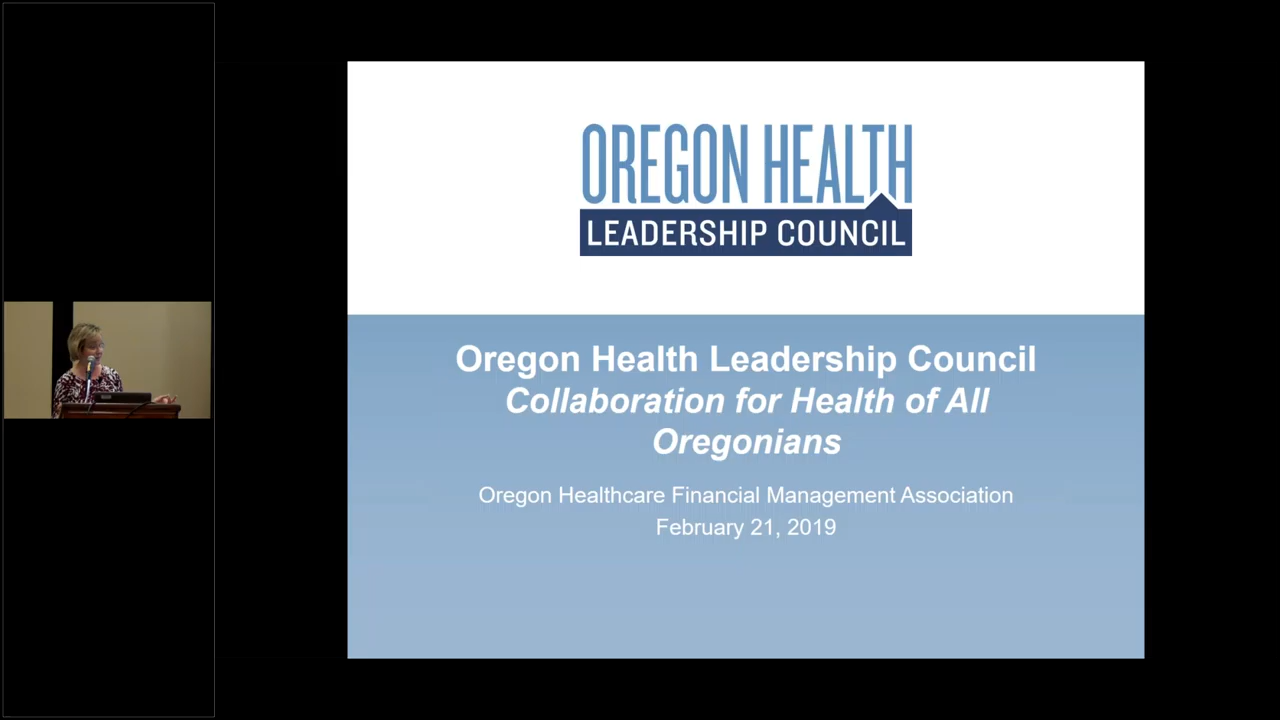 OREGON HEALTH
LEADERSHIP COUNCIL
Oregon Health Leadership Council
Collaboration for Health of All
Oregonians
Oregon Healthcare Financial Management Association
February 21, 2019